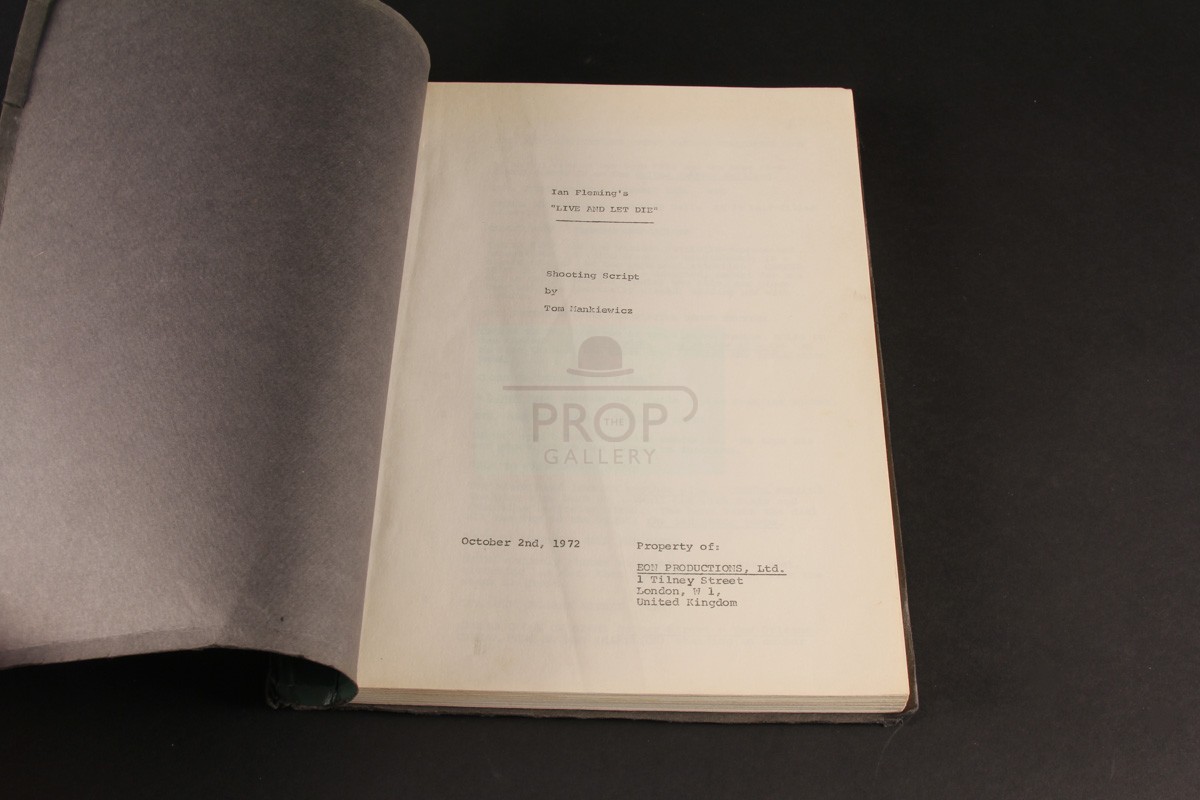 Ian Fleming's
"LIVE AND LET DIE"
Shooting Script
by
Tom Mankiewicz
THE
PROP
GALLERY
October 2nd, 1972
Property of:
EON PRODUCTIONS, Ltd.
1 Tilney Street
London, W 1,
United Kingdom